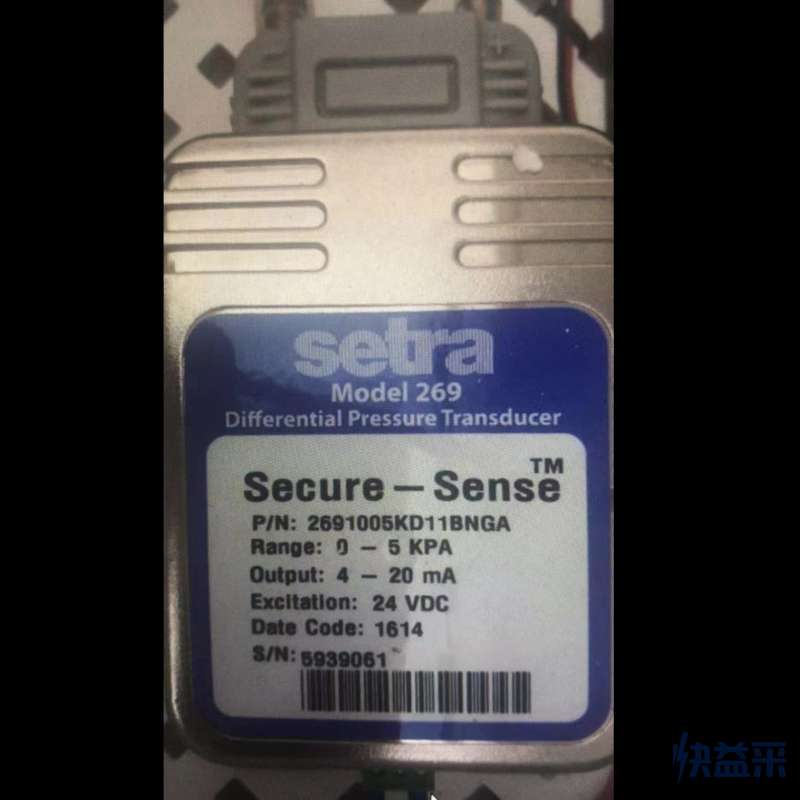 setra
Model 269
Differential Pressure Transducer
Secure – Sense™
P/N: 2691005KD11BNGA
Range: 0 – 5 KPA
Output: 4 – 20 mA
Excitation: 24 VDC
Date Code: 1614
S/N: 5939061
快益采